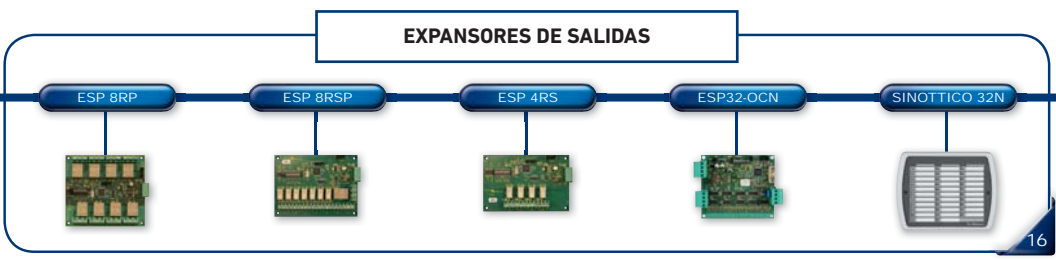 EXPANSORES DE SALIDAS
ESP 8RP
ESP 8RSP
ESP 4RS
ESP32-OCN
SINOTTICO 32N
16